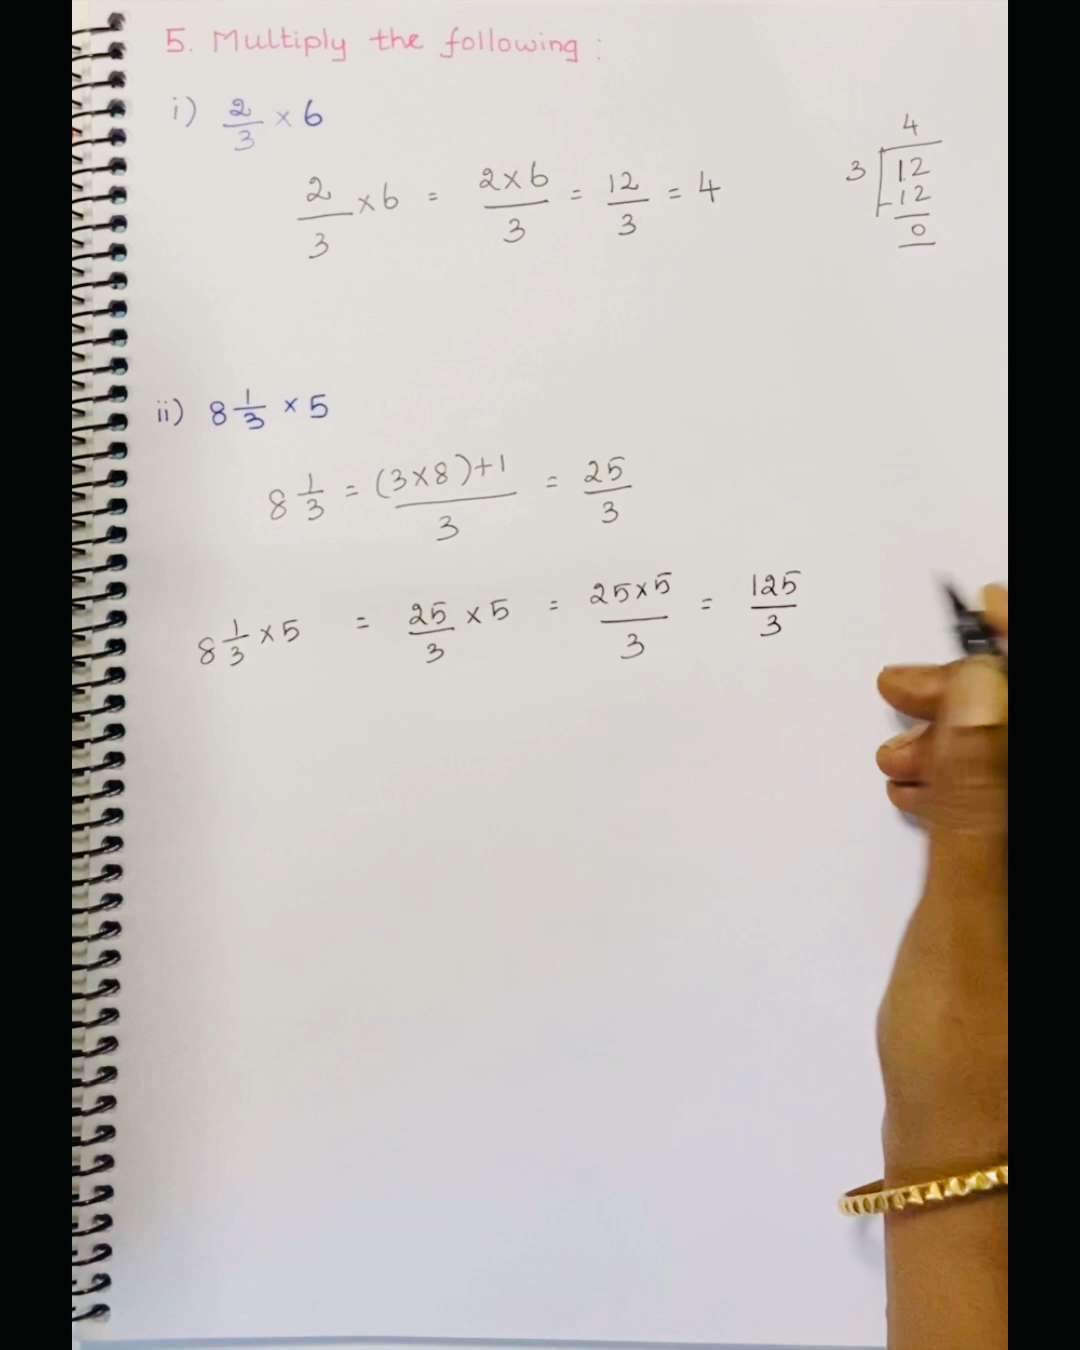 5. Multiply the following :
i) 2/3 × 6
2/3 × 6 = 2×6/3 = 12/3 = 4
4
3 12
-12
0
ii) 8 1/3 × 5
8 1/3 = (3×8)+1/3 = 25/3
8 1/3 × 5 = 25/3 × 5 = 25×5/3 = 125/3